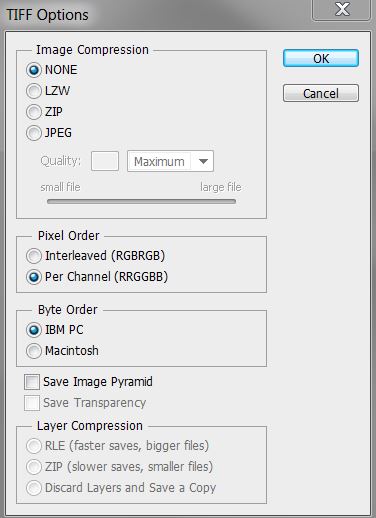 TIFF Options
Image Compression
NONE
LZW
ZIP
JPEG
Quality: Maximum
small file large file
OK
Cancel
Pixel Order
Interleaved (RGBRGB)
Per Channel (RRGGBB)
Byte Order
IBM PC
Macintosh
Save Image Pyramid
Save Transparency
Layer Compression
RLE (faster saves, bigger files)
ZIP (slower saves, smaller files)
Discard Layers and Save a Copy